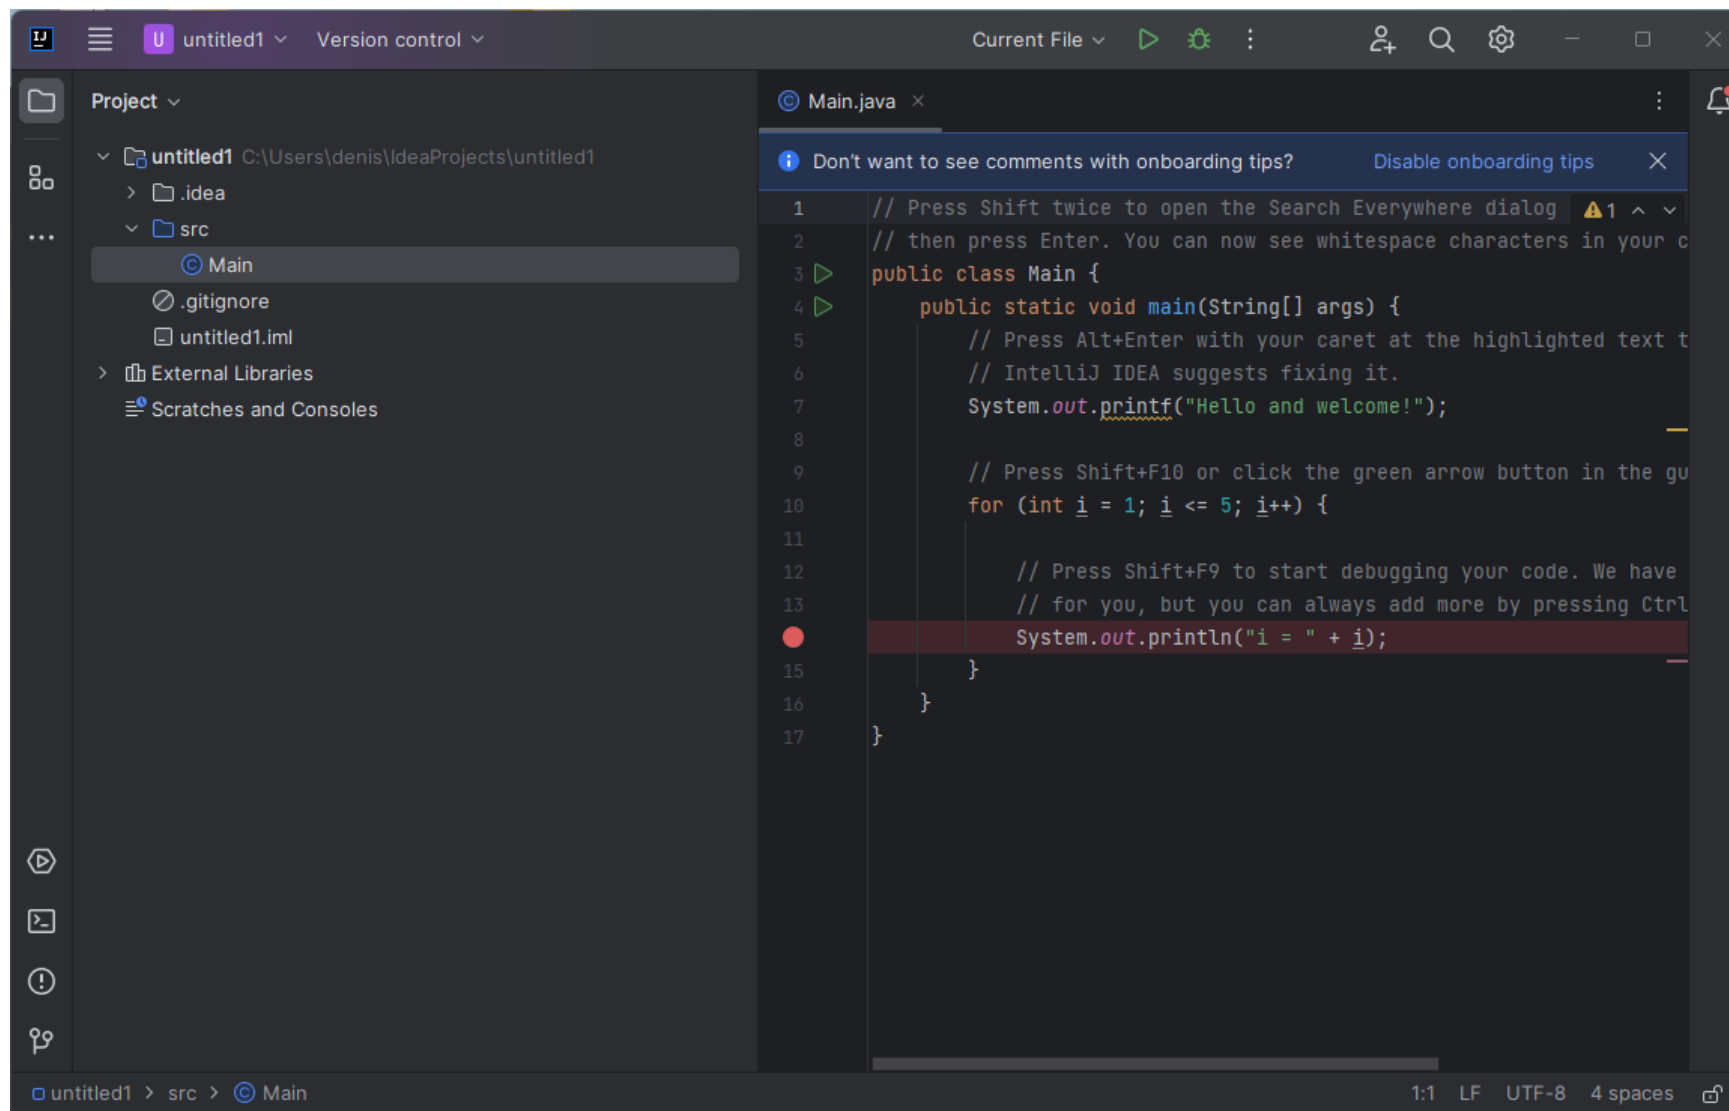 IJ
U untitled1 Version control Current File
Project
untitled1 C:\Users\denis\IdeaProjects\untitled1
.idea
src
Main
.gitignore
untitled1.iml
External Libraries
Scratches and Consoles
Main.java
Don't want to see comments with onboarding tips? Disable onboarding tips
1 // Press Shift twice to open the Search Everywhere dialog 1
2 // then press Enter. You can now see whitespace characters in your c
3 public class Main {
4 public static void main(String[] args) {
5 // Press Alt+Enter with your caret at the highlighted text t
6 // IntelliJ IDEA suggests fixing it.
7 System.out.printf("Hello and welcome!");
8
9 // Press Shift+F10 or click the green arrow button in the gu
10 for (int i = 1; i <= 5; i++) {
11
12 // Press Shift+F9 to start debugging your code. We have
13 // for you, but you can always add more by pressing Ctrl
System.out.println("i = " + i);
15 }
16 }
17 }
untitled1 > src > Main 1:1 LF UTF-8 4 spaces